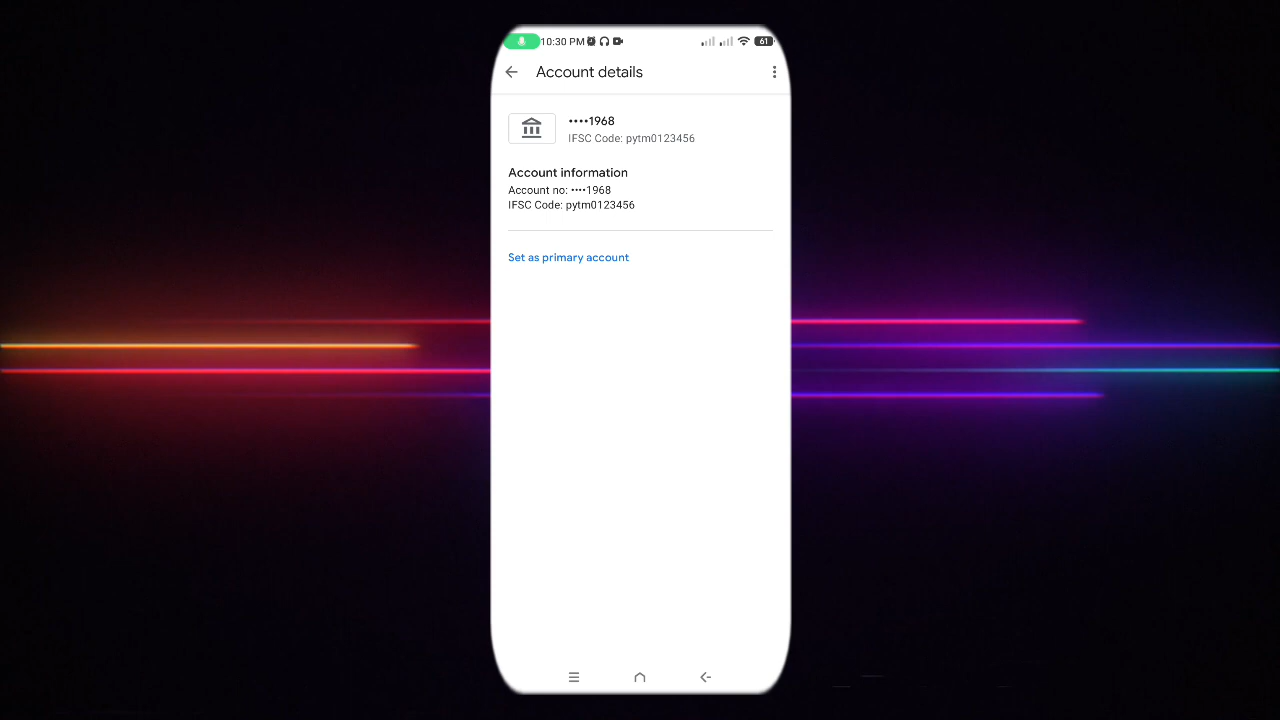 10:30 PM 61
Account details
••••1968
IFSC Code: pytm0123456
Account information
Account no: ••••1968
IFSC Code: pytm0123456
Set as primary account